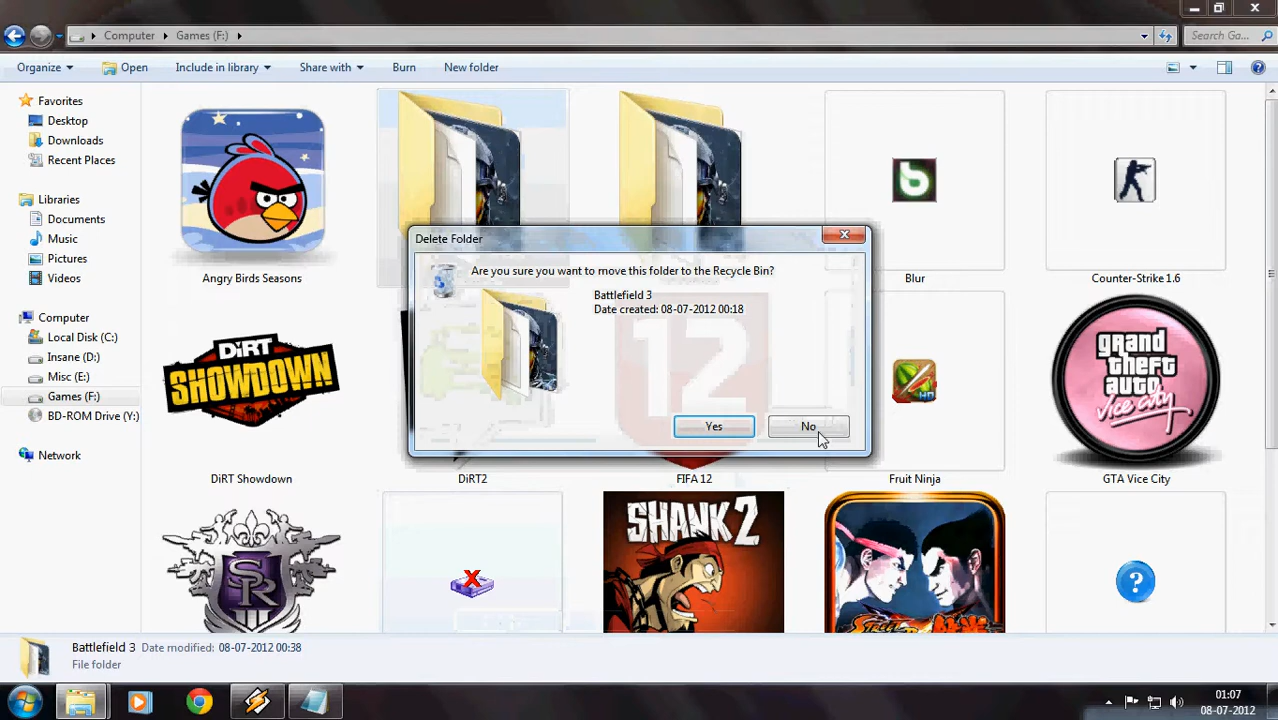 Computer
Games (F:)
Search Ga...
Organize
Open
Include in library
Share with
Burn
New folder
Favorites
Desktop
Downloads
Recent Places
Libraries
Documents
Music
Pictures
Videos
Computer
Local Disk (C:)
Insane (D:)
Misc (E:)
Games (F:)
BD-ROM Drive (Y:)
Network
Angry Birds Seasons
Blur
Counter-Strike 1.6
Delete Folder
Are you sure you want to move this folder to the Recycle Bin?
Battlefield 3
Date created: 08-07-2012 00:18
12
Yes
No
DiRT
SHOWDOWN
grand
theft
auto
Vice City
DiRT Showdown
DiRT2
FIFA 12
Fruit Ninja
GTA Vice City
SR
SHANK 2
Battlefield 3
Date modified: 08-07-2012 00:38
File folder
01:07
08-07-2012